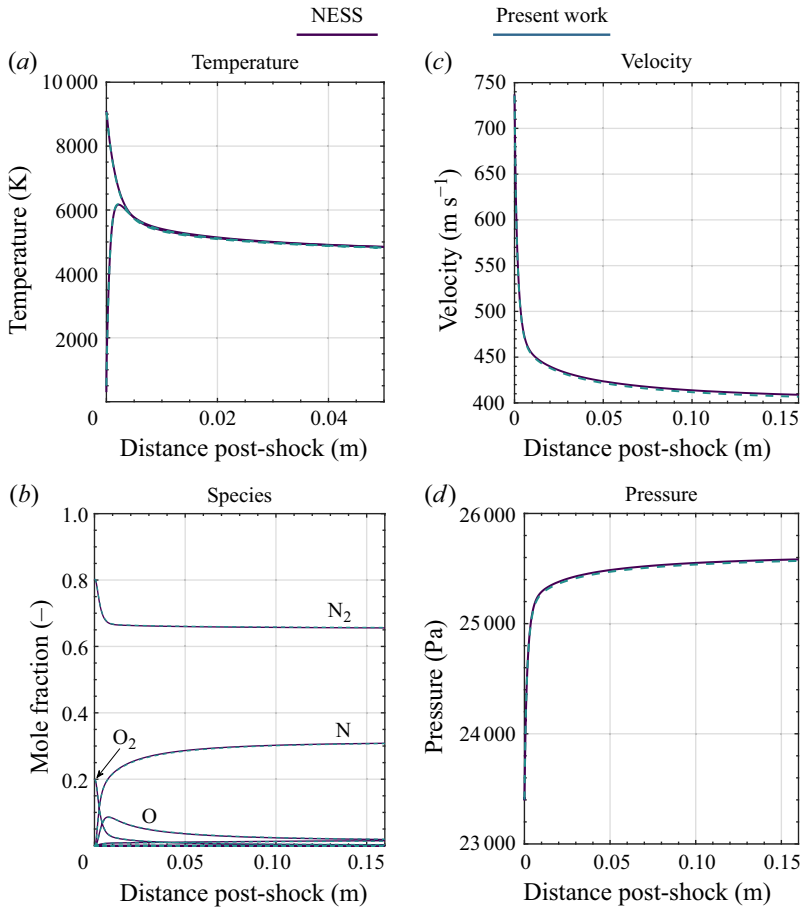 NESS Present work
(a) Temperature
10 000
8000
6000
4000
2000
0
0.02 0.04
Temperature (K)
Distance post-shock (m)
(c) Velocity
750
700
650
600
550
500
450
400
0 0.05 0.10 0.15
Velocity (m s⁻¹)
Distance post-shock (m)
(b) Species
1.0
0.8
0.6
0.4
0.2
0 0.05 0.10 0.15
Mole fraction (–)
N₂
O₂
N
O
Distance post-shock (m)
(d) Pressure
26 000
25 000
24 000
23 000
0 0.05 0.10 0.15
Pressure (Pa)
Distance post-shock (m)